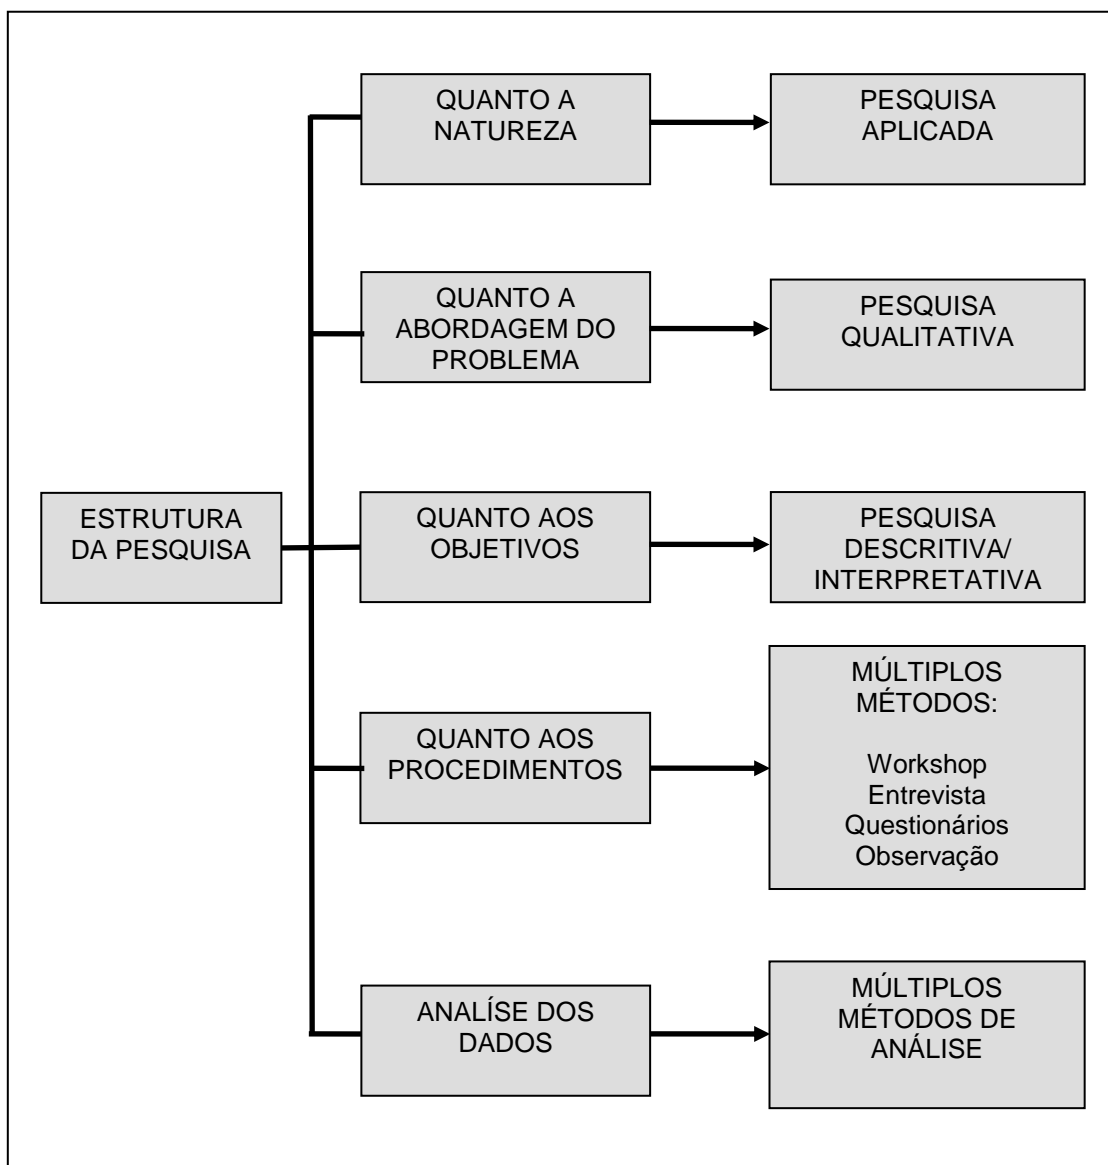 QUANTO A
NATUREZA
PESQUISA
APLICADA
QUANTO A
ABORDAGEM DO
PROBLEMA
PESQUISA
QUALITATIVA
ESTRUTURA
DA PESQUISA
QUANTO AOS
OBJETIVOS
PESQUISA
DESCRITIVA/
INTERPRETATIVA
QUANTO AOS
PROCEDIMENTOS
MÚLTIPLOS
MÉTODOS:
Workshop
Entrevista
Questionários
Observação
ANALÍSE DOS
DADOS
MÚLTIPLOS
MÉTODOS DE
ANÁLISE